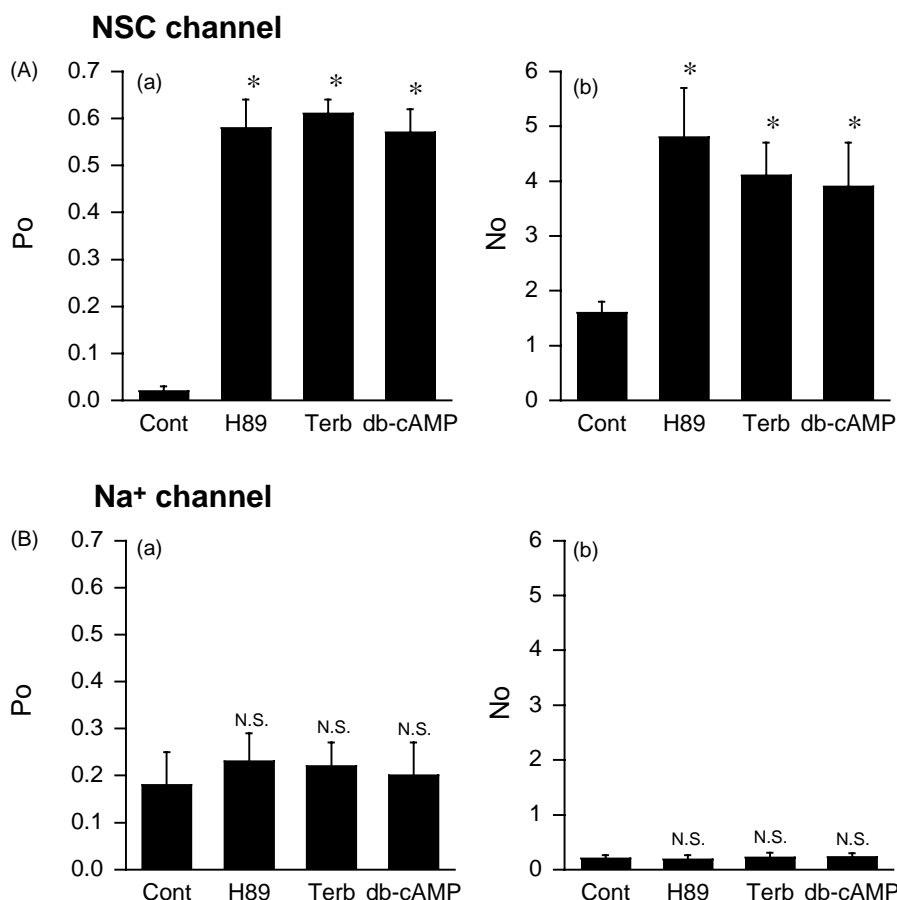 NSC channel
(A)
(a)
0.7
0.6
0.5
0.4
0.3
0.2
0.1
0.0
Po
* * *
Cont H89 Terb db-cAMP
(b)
6
5
4
3
2
1
0
No
* * *
Cont H89 Terb db-cAMP
Na⁺ channel
(B)
(a)
0.7
0.6
0.5
0.4
0.3
0.2
0.1
0.0
Po
N.S. N.S. N.S.
Cont H89 Terb db-cAMP
(b)
6
5
4
3
2
1
0
No
N.S. N.S. N.S.
Cont H89 Terb db-cAMP